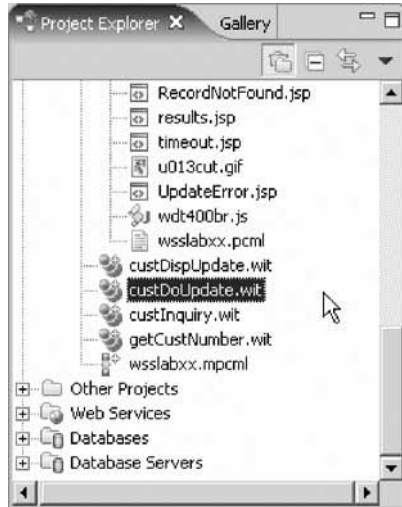 Project Explorer Gallery
RecordNotFound.jsp
results.jsp
timeout.jsp
u013cut.gif
UpdateError.jsp
wdt400br.js
wsslabxx.pcml
custDispUpdate.wit
custDoUpdate.wit
custInquiry.wit
getCustNumber.wit
wsslabxx.mpcml
Other Projects
Web Services
Databases
Database Servers